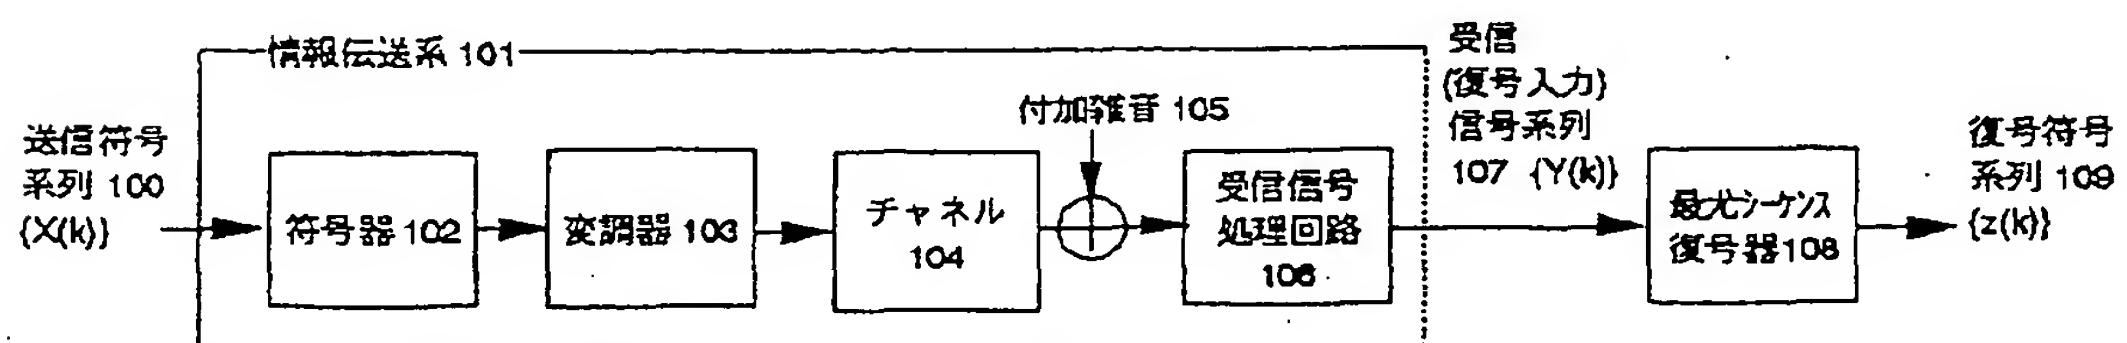 情報伝送系 101
送信符号
系列 100
{X(k)}
符号器 102
変調器 103
チャネル
104
付加雑音 105
受信信号
処理回路
106
受信
(復号入力)
信号系列
107 {Y(k)}
最尤シーケンス
復号器108
復号符号
系列 109
{z(k)}